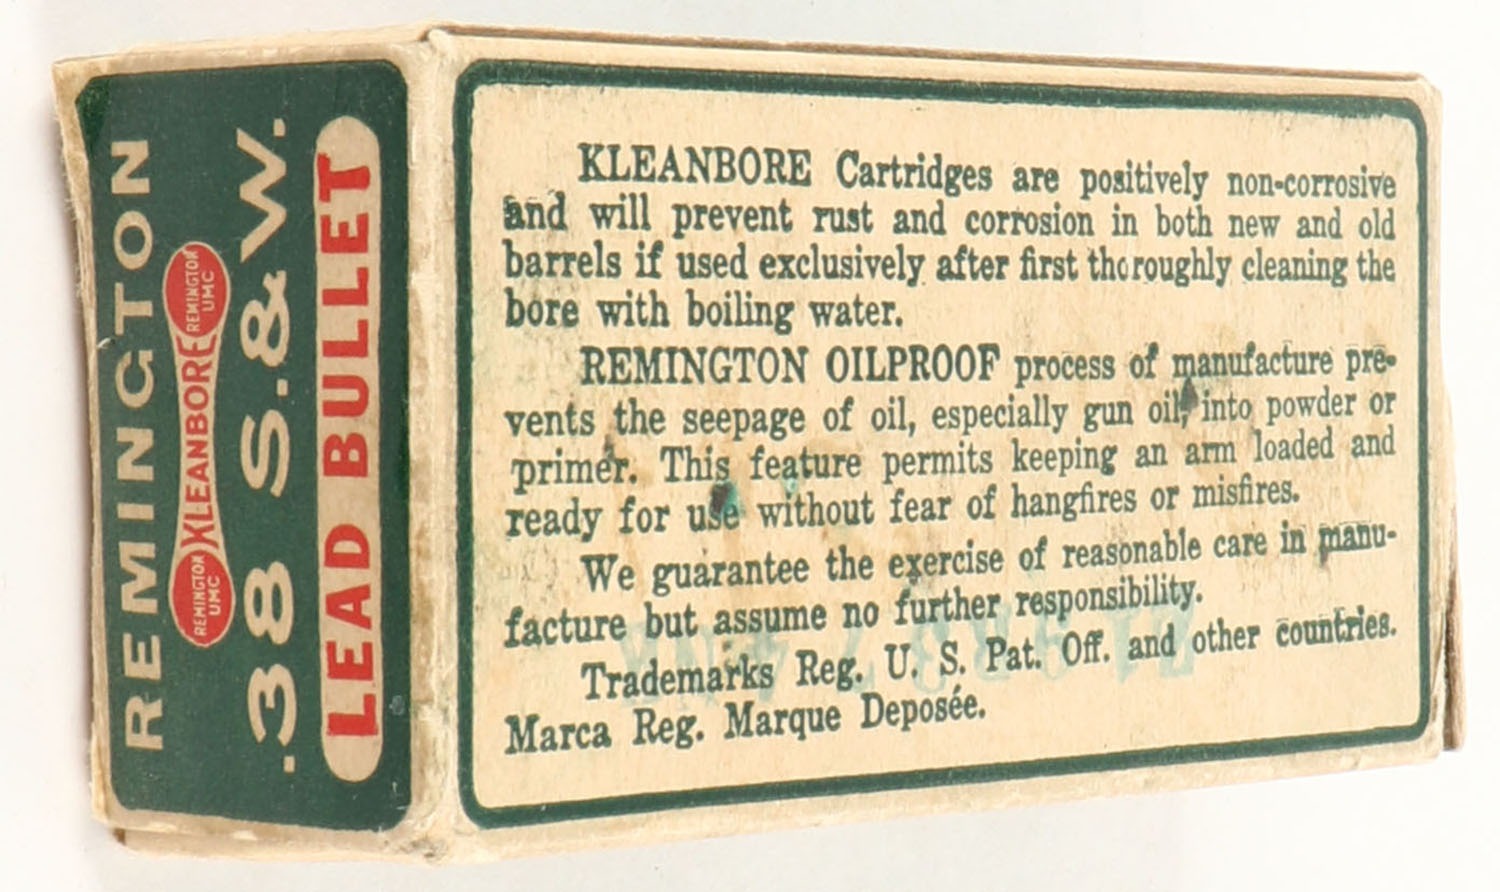 REMINGTON
REMINGTON
UMC
KLEANBORE
REMINGTON
UMC
.38 S.&W.
LEAD BULLET
KLEANBORE Cartridges are positively non-corrosive
and will prevent rust and corrosion in both new and old
barrels if used exclusively after first thoroughly cleaning the
bore with boiling water.
REMINGTON OILPROOF process of manufacture pre-
vents the seepage of oil, especially gun oil, into powder or
primer. This feature permits keeping an arm loaded and
ready for use without fear of hangfires or misfires.
We guarantee the exercise of reasonable care in manu-
facture but assume no further responsibility.
Trademarks Reg. U. S. Pat. Off. and other countries.
Marca Reg. Marque Deposée.